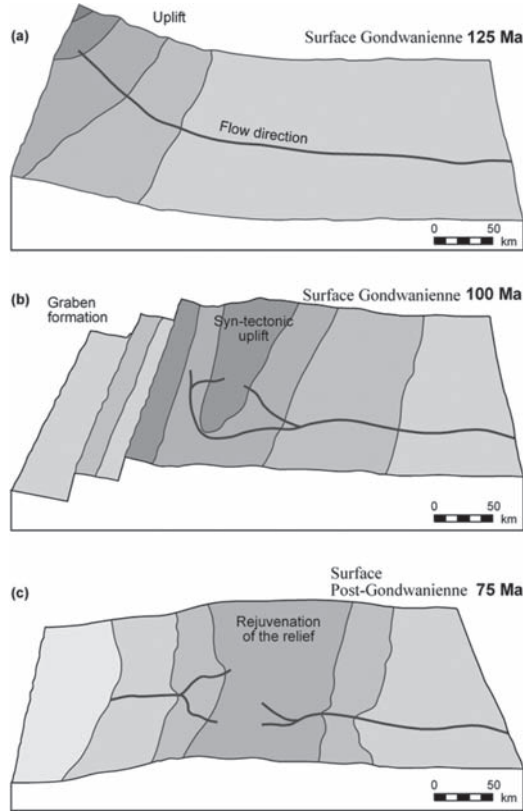 (a)
Uplift
Surface Gondwanienne 125 Ma
Flow direction
0 50
km
(b)
Graben
formation
Surface Gondwanienne 100 Ma
Syn-tectonic
uplift
0 50
km
(c)
Surface
Post-Gondwanienne 75 Ma
Rejuvenation
of the relief
0 50
km